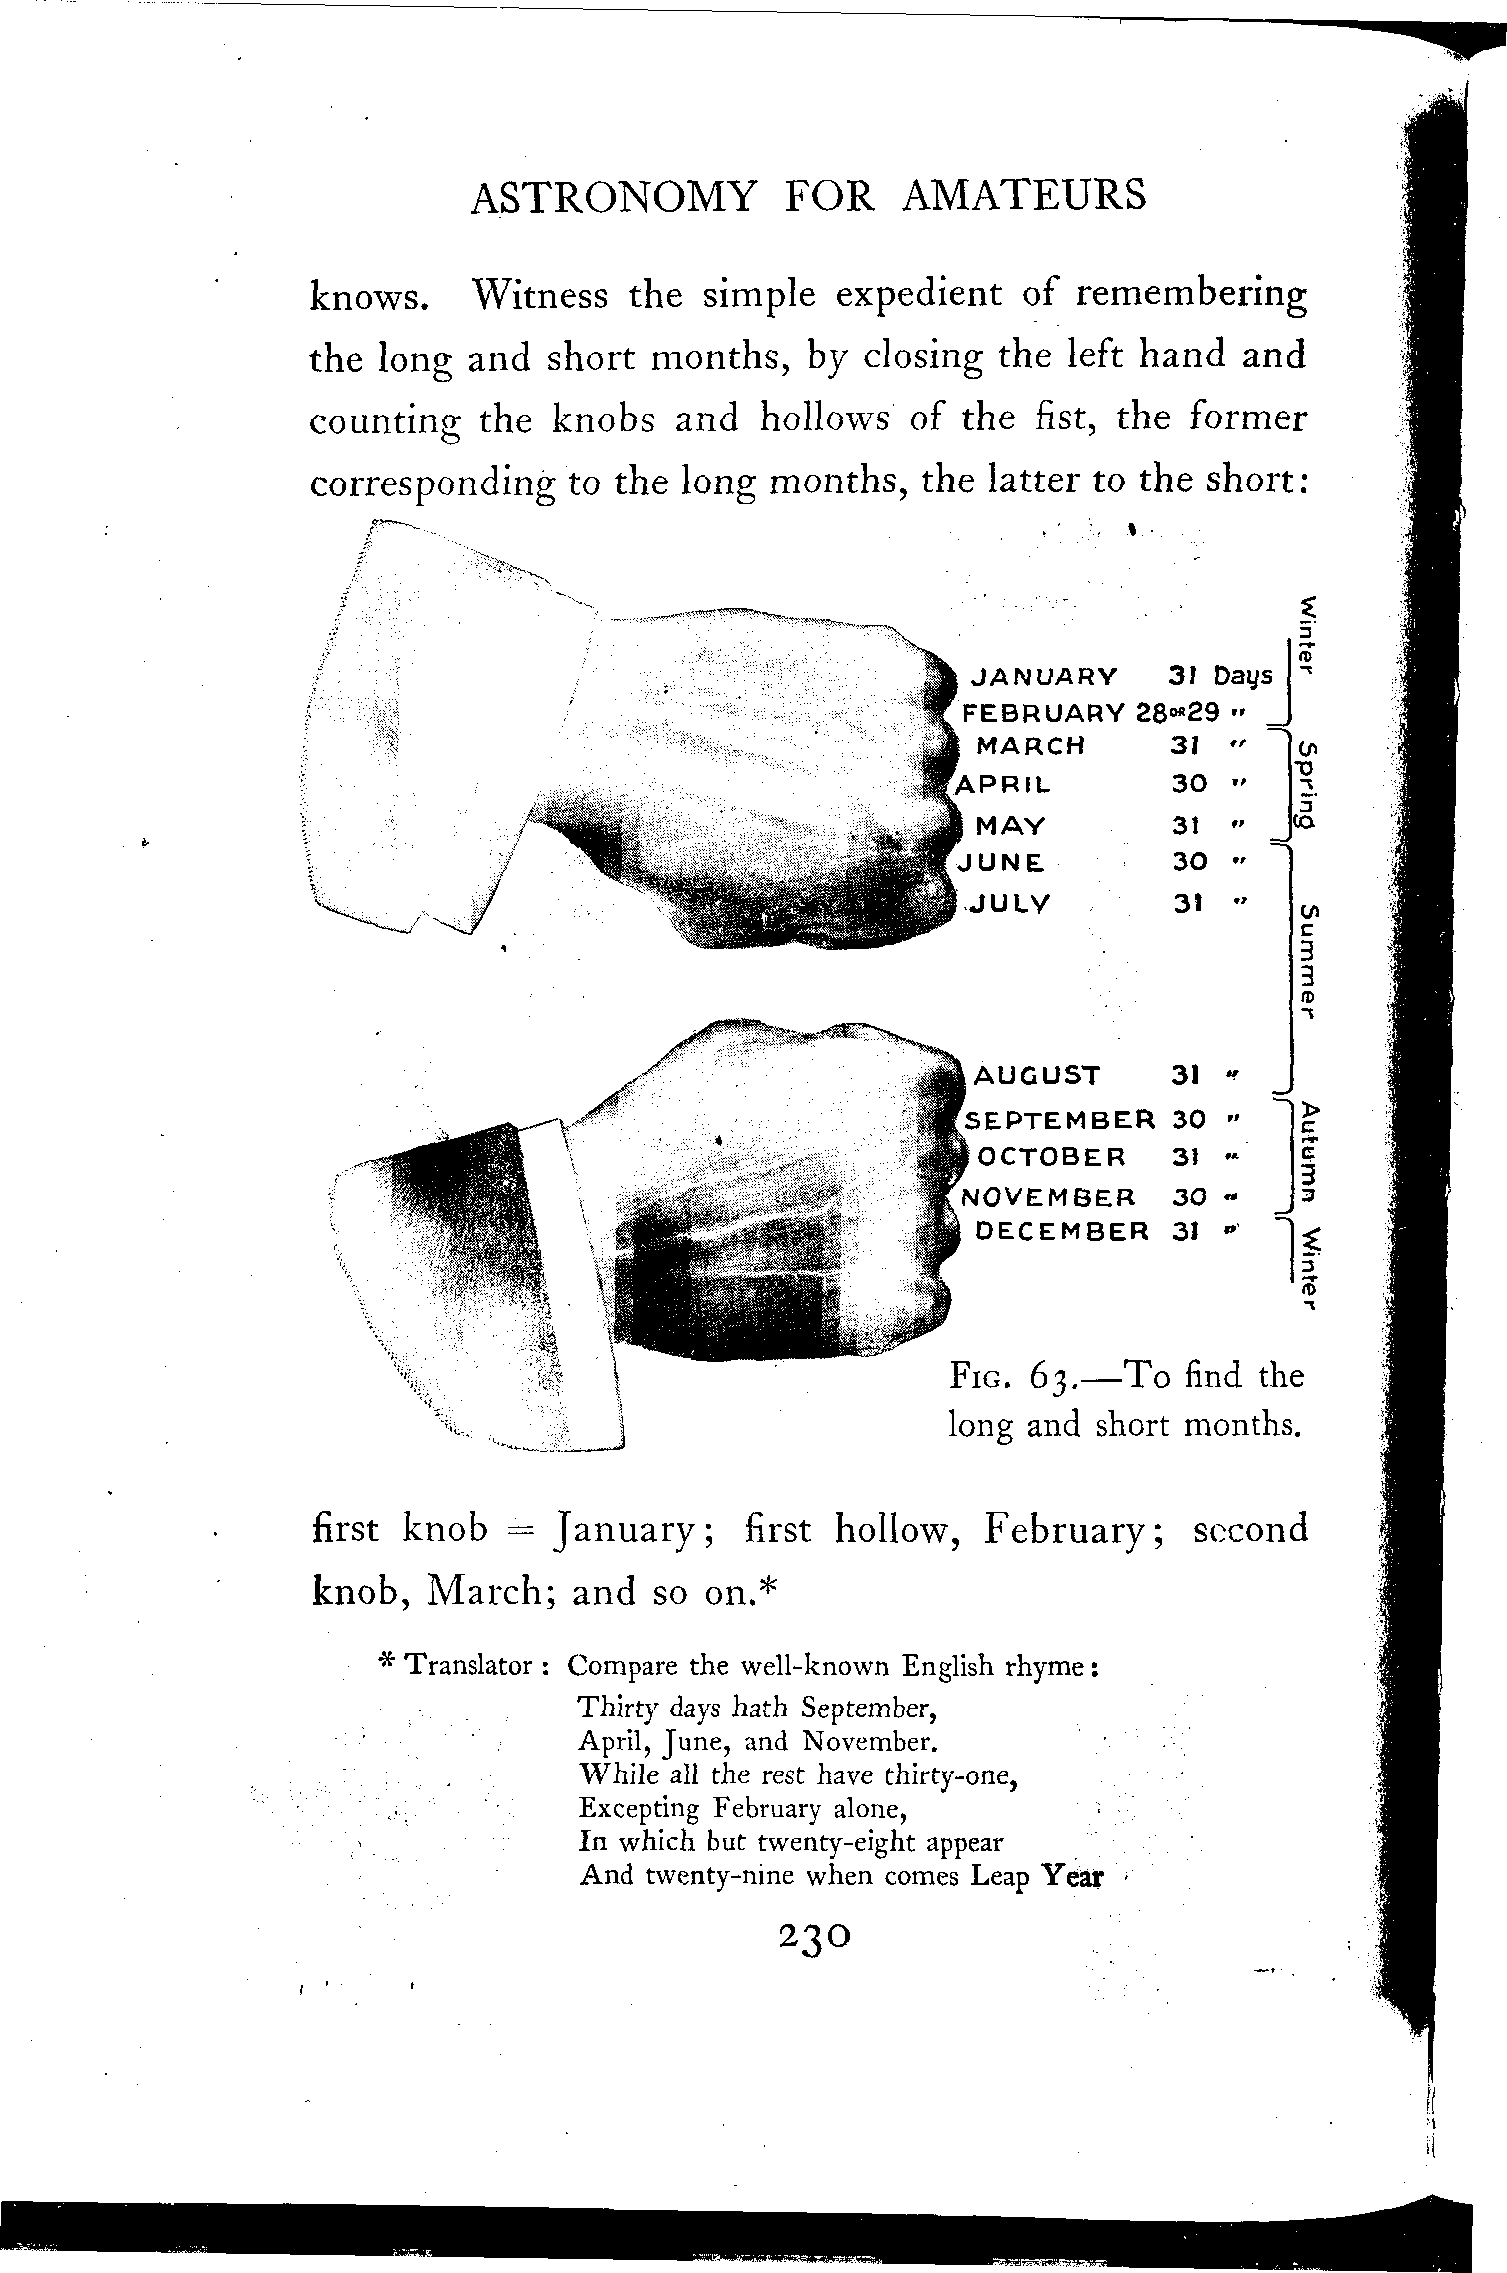 ASTRONOMY FOR AMATEURS
knows. Witness the simple expedient of remembering
the long and short months, by closing the left hand and
counting the knobs and hollows of the fist, the former
corresponding to the long months, the latter to the short:
JANUARY 31 Days
FEBRUARY 28 OR 29 "
MARCH 31 "
APRIL 30 "
MAY 31 "
JUNE 30 "
JULY 31 "
AUGUST 31 "
SEPTEMBER 30 "
OCTOBER 31 "
NOVEMBER 30 "
DECEMBER 31 "
Winter
Spring
Summer
Autumn
Winter
FIG. 63.—To find the
long and short months.
first knob = January; first hollow, February; second
knob, March; and so on.*
* Translator: Compare the well-known English rhyme:
Thirty days hath September,
April, June, and November.
While all the rest have thirty-one,
Excepting February alone,
In which but twenty-eight appear
And twenty-nine when comes Leap Year
230